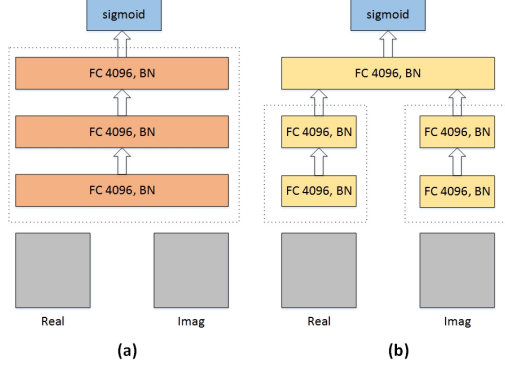 sigmoid
FC 4096, BN
FC 4096, BN
FC 4096, BN
Real Imag
(a)
sigmoid
FC 4096, BN
FC 4096, BN FC 4096, BN
FC 4096, BN FC 4096, BN
Real Imag
(b)